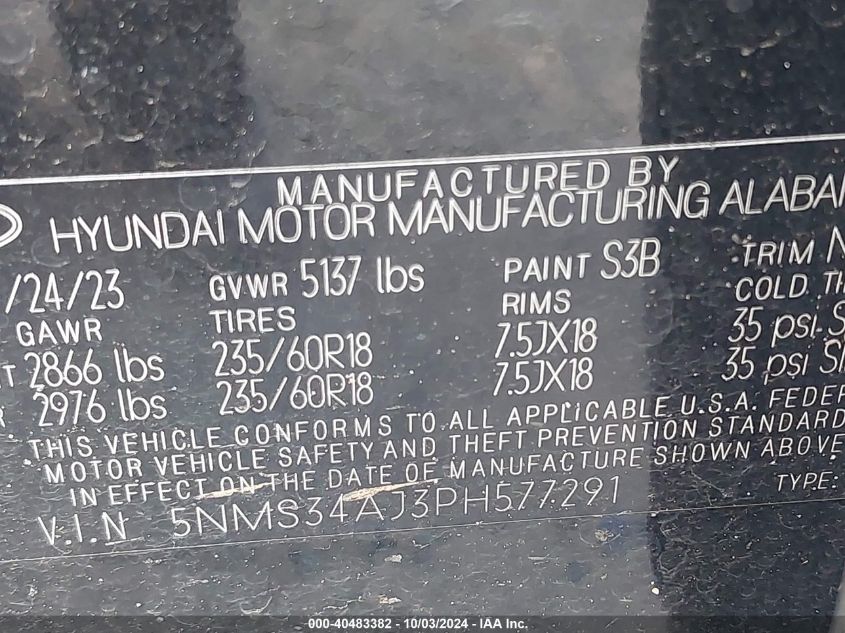 MANUFACTURED BY
HYUNDAI MOTOR MANUFACTURING ALABA
/24/23 GVWR 5137 lbs PAINT S3B TRIM N
GAWR TIRES RIMS COLD TH
T 2866 lbs 235/60R18 7.5JX18 35 psi S
R 2976 lbs 235/60R18 7.5JX18 35 psi SI
THIS VEHICLE CONFORMS TO ALL APPLICABLE U.S.A. FEDER
MOTOR VEHICLE SAFETY AND THEFT PREVENTION STANDARD
IN EFFECT ON THE DATE OF MANUFACTURE SHOWN ABOVE
V.I.N 5NMS34AJ3PH577291 TYPE:
000-40483382 - 10/03/2024 - IAA Inc.